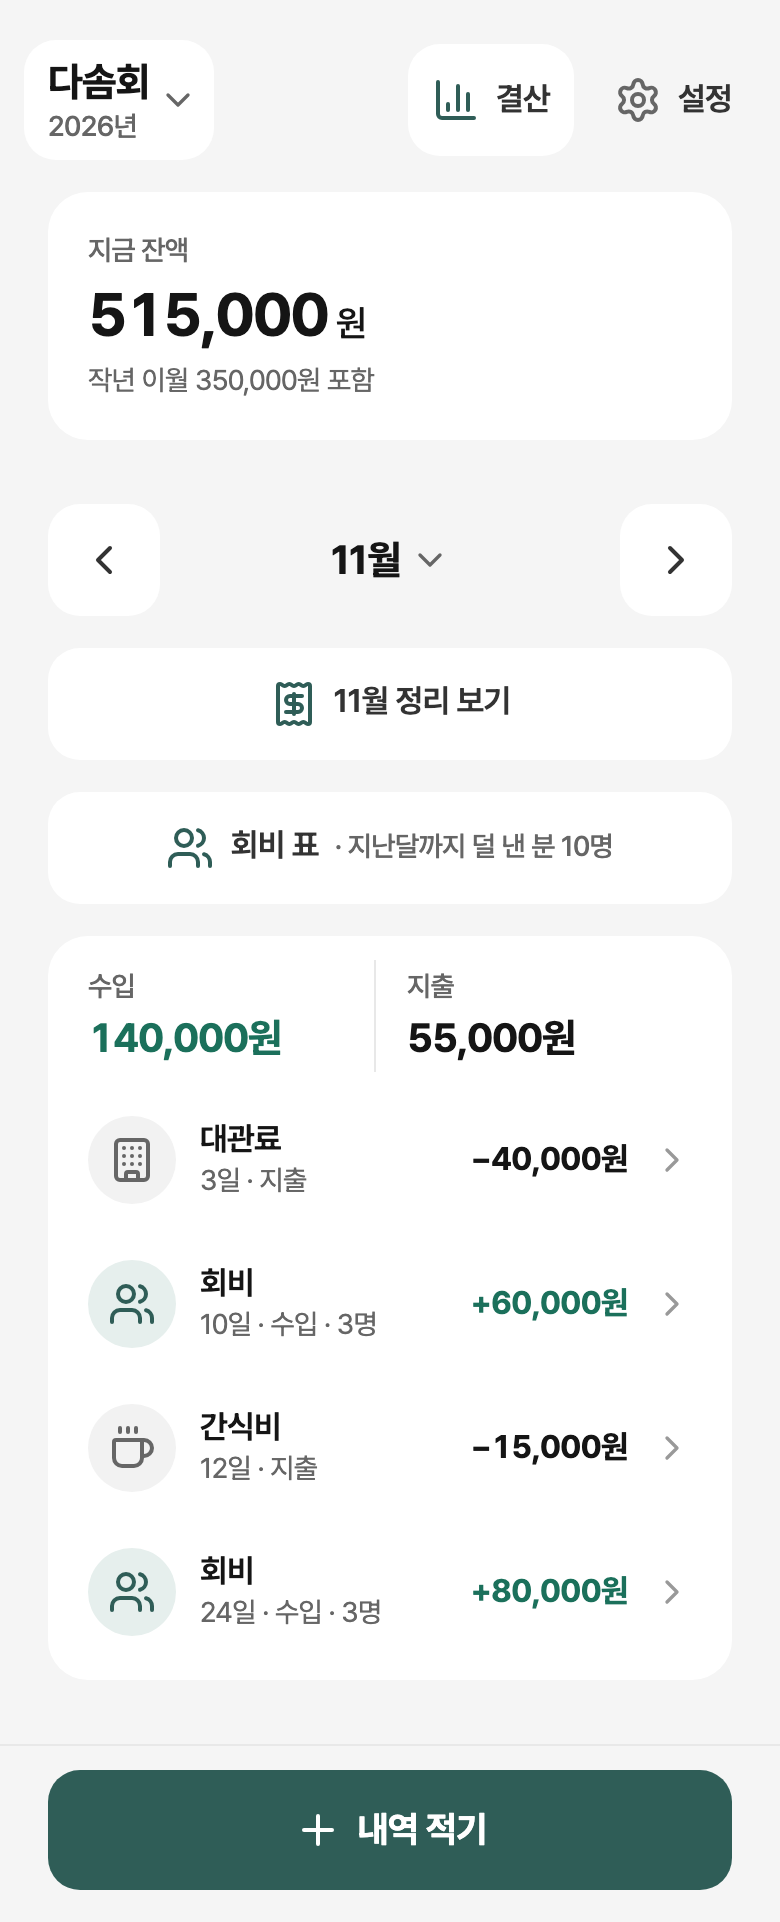 다솜회
2026년
결산
설정
지금 잔액
515,000 원
작년 이월 350,000원 포함
11월
11월 정리 보기
회비 표 · 지난달까지 덜 낸 분 10명
수입
140,000원
지출
55,000원
대관료
3일 · 지출
−40,000원
회비
10일 · 수입 · 3명
+60,000원
간식비
12일 · 지출
−15,000원
회비
24일 · 수입 · 3명
+80,000원
내역 적기